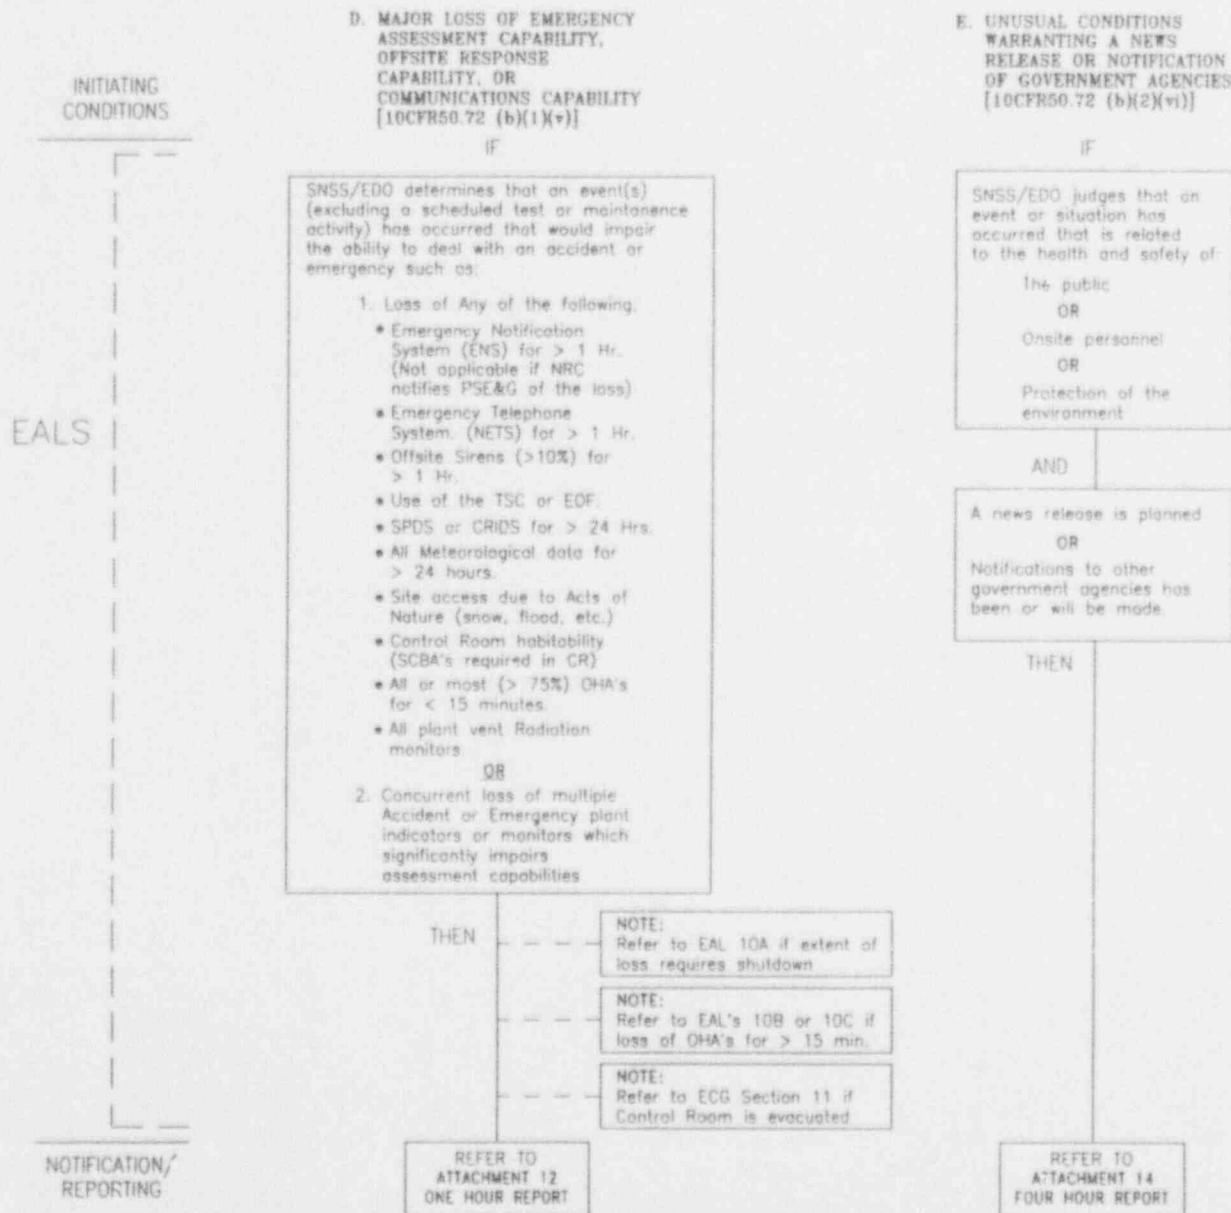 INITIATING
CONDITIONS
EALS
NOTIFICATION/
REPORTING
D. MAJOR LOSS OF EMERGENCY
ASSESSMENT CAPABILITY,
OFFSITE RESPONSE
CAPABILITY, OR
COMMUNICATIONS CAPABILITY
[10CFR50.72 (b)(1)(v)]
IF
SNSS/EDO determines that an event(s)
(excluding a scheduled test or maintanence
activity) has occurred that would impair
the ability to deal with an accident or
emergency such as:
1. Loss of Any of the following.
• Emergency Notification
System (ENS) for > 1 Hr.
(Not applicable if NRC
notifies PSE&G of the loss)
• Emergency Telephone
System. (NETS) for > 1 Hr.
• Offsite Sirens (>10%) for
> 1 Hr.
• Use of the TSC or EOF.
• SPDS or CRIDS for > 24 Hrs.
• All Meteorological data for
> 24 hours.
• Site access due to Acts of
Nature (snow, flood, etc.)
• Control Room habitability
(SCBA's required in CR)
• All or most (> 75%) OHA's
for < 15 minutes.
• All plant vent Radiation
monitors
OR
2. Concurrent loss of multiple
Accident or Emergency plant
indicators or monitors which
significantly impairs
assessment capabilities
THEN
NOTE:
Refer to EAL 10A if extent of
loss requires shutdown
NOTE:
Refer to EAL's 10B or 10C if
loss of OHA's for > 15 min.
NOTE:
Refer to ECG Section 11 if
Control Room is evacuated
REFER TO
ATTACHMENT 12
ONE HOUR REPORT
E. UNUSUAL CONDITIONS
WARRANTING A NEWS
RELEASE OR NOTIFICATION
OF GOVERNMENT AGENCIES
[10CFR50.72 (b)(2)(vi)]
IF
SNSS/EDO judges that an
event or situation has
occurred that is related
to the health and safety of
The public
OR
Onsite personnel
OR
Protection of the
environment
AND
A news release is planned
OR
Notifications to other
government agencies has
been or will be made.
THEN
REFER TO
ATTACHMENT 14
FOUR HOUR REPORT